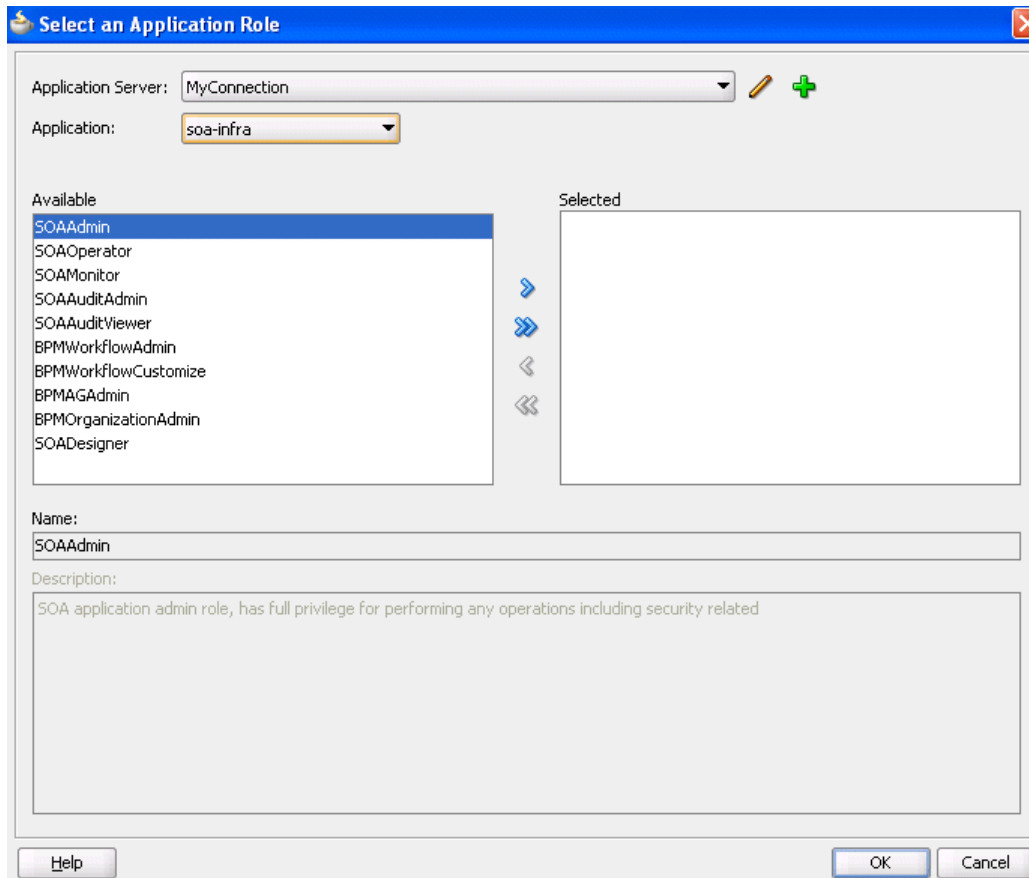 Select an Application Role
Application Server: MyConnection
Application: soa-infra
Available
SOAAdmin
SOAOperator
SOAMonitor
SOAAuditAdmin
SOAAuditViewer
BPMWorkflowAdmin
BPMWorkflowCustomize
BPMAGAdmin
BPMOrganizationAdmin
SOADesigner
Selected
Name:
SOAAdmin
Description:
SOA application admin role, has full privilege for performing any operations including security related
Help OK Cancel